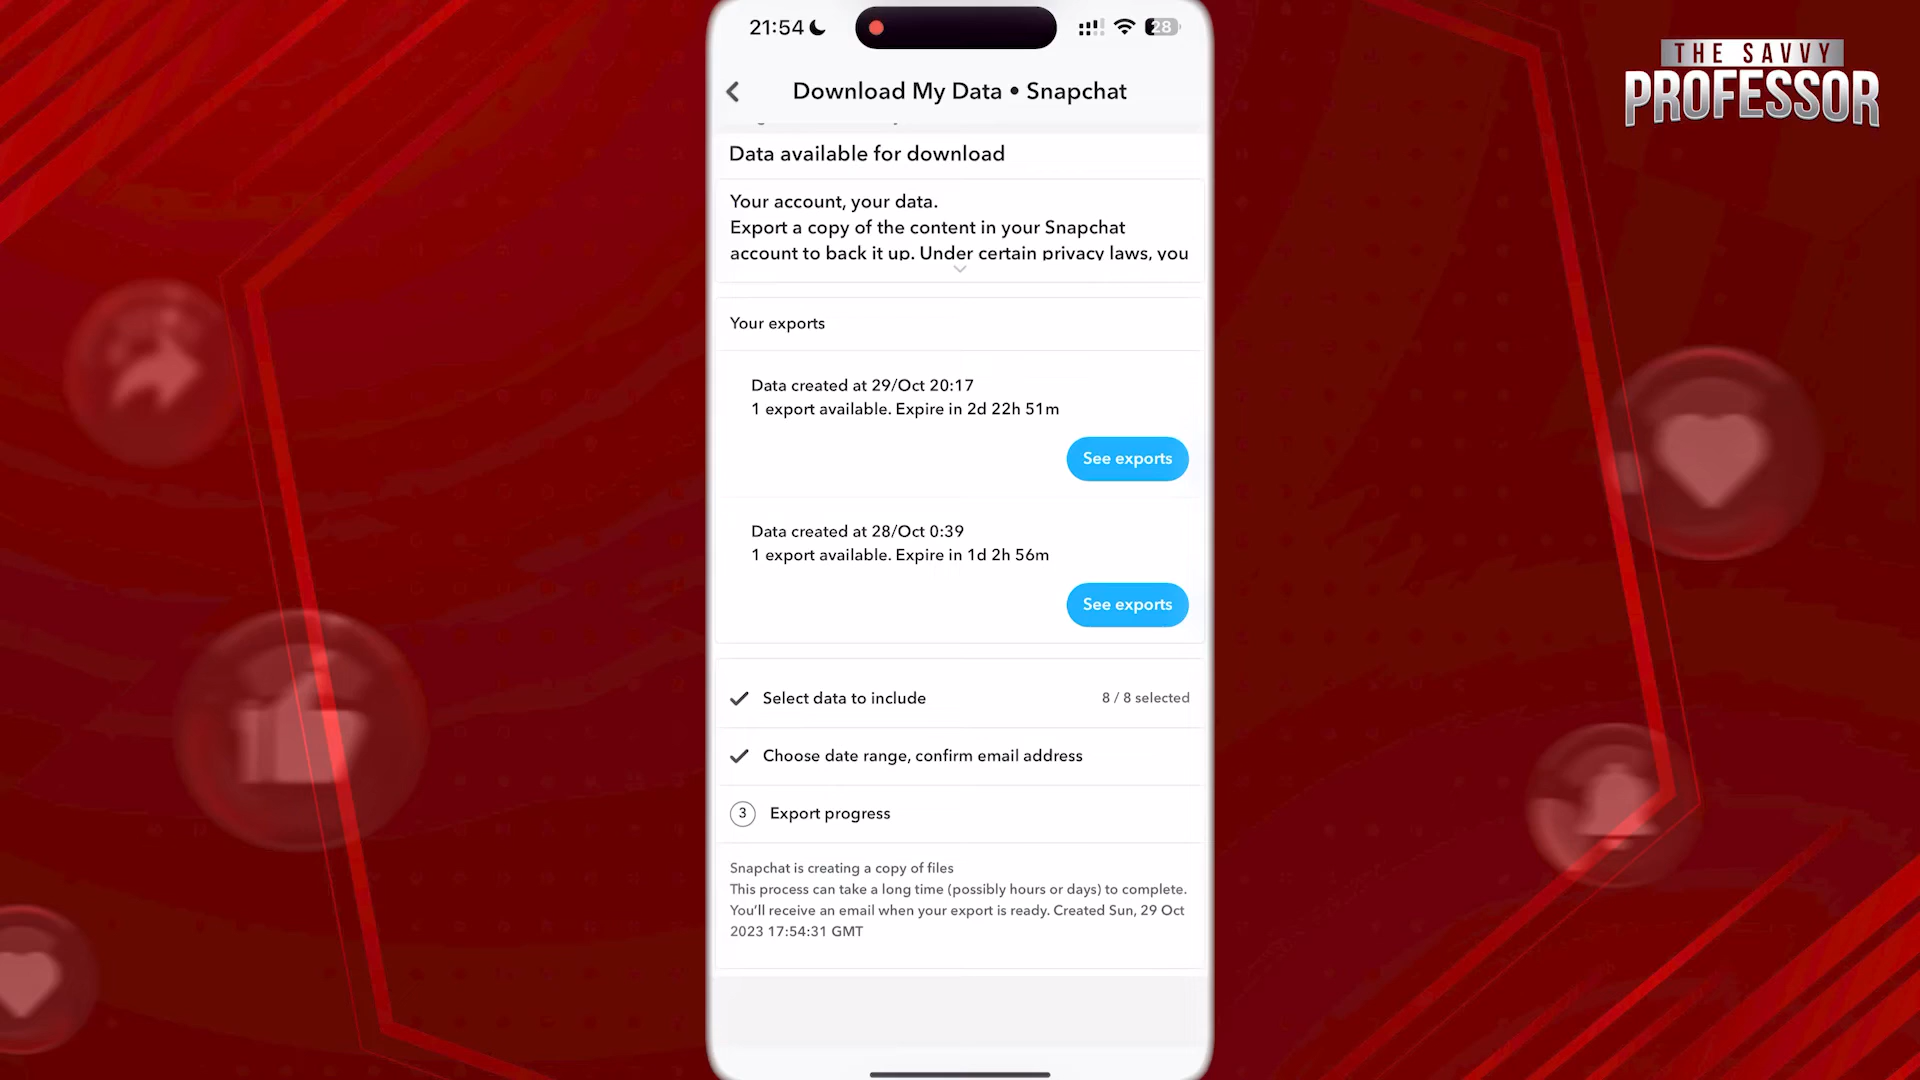 21:54
28
THE SAVVY
PROFESSOR
Download My Data • Snapchat
Data available for download
Your account, your data.
Export a copy of the content in your Snapchat
account to back it up. Under certain privacy laws, you
Your exports
Data created at 29/Oct 20:17
1 export available. Expire in 2d 22h 51m
See exports
Data created at 28/Oct 0:39
1 export available. Expire in 1d 2h 56m
See exports
Select data to include 8 / 8 selected
Choose date range, confirm email address
3 Export progress
Snapchat is creating a copy of files
This process can take a long time (possibly hours or days) to complete.
You'll receive an email when your export is ready. Created Sun, 29 Oct
2023 17:54:31 GMT